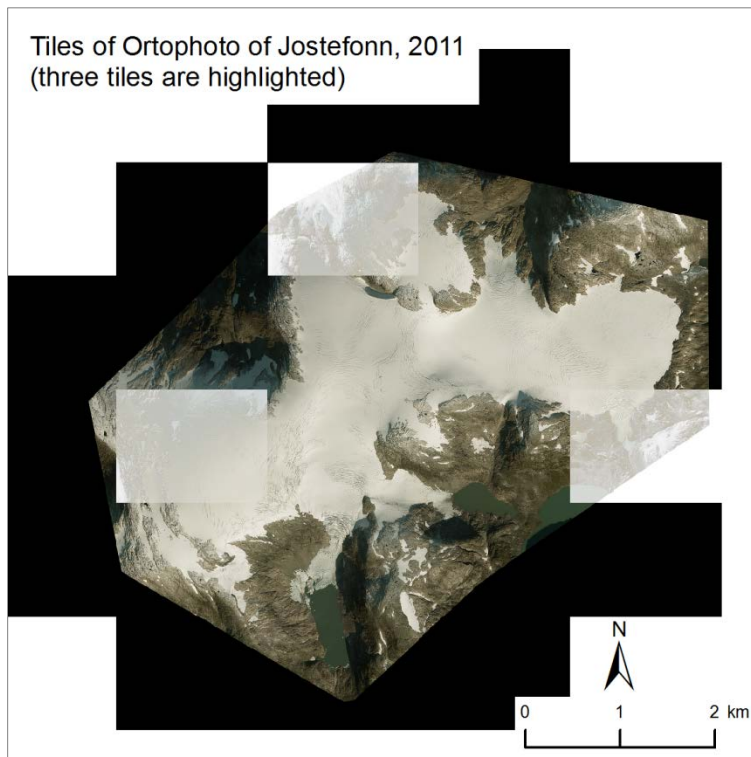 Tiles of Ortophoto of Jostefonn, 2011
(three tiles are highlighted)
N
0 1 2 km